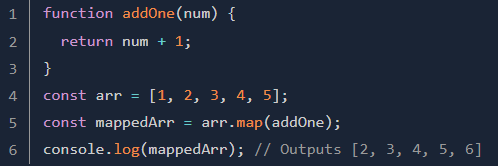 1 function addOne(num) {
2   return num + 1;
3 }
4 const arr = [1, 2, 3, 4, 5];
5 const mappedArr = arr.map(addOne);
6 console.log(mappedArr); // Outputs [2, 3, 4, 5, 6]